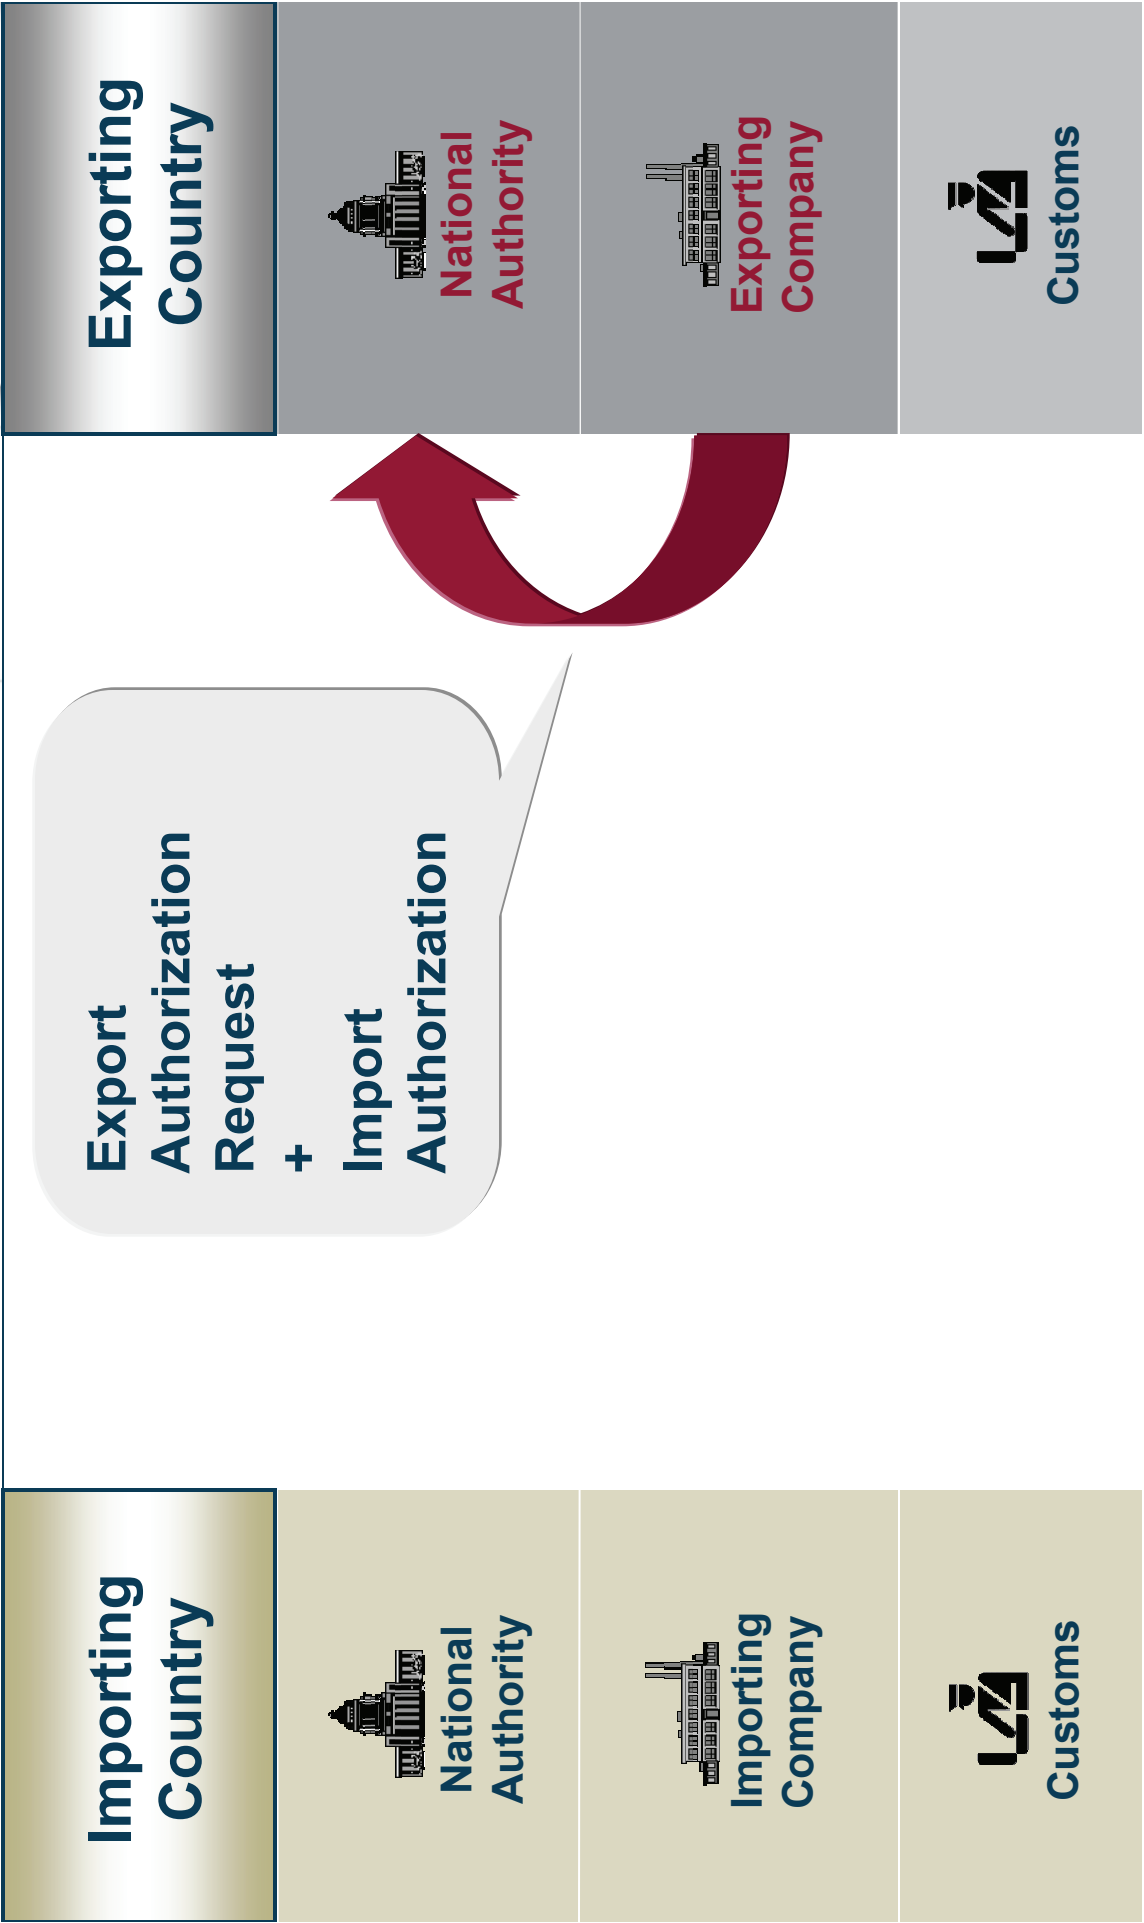 Importing
Country
Exporting
Country
Export
Authorization
Request
+
Import
Authorization
National
Authority
National
Authority
Importing
Company
Exporting
Company
Customs
Customs